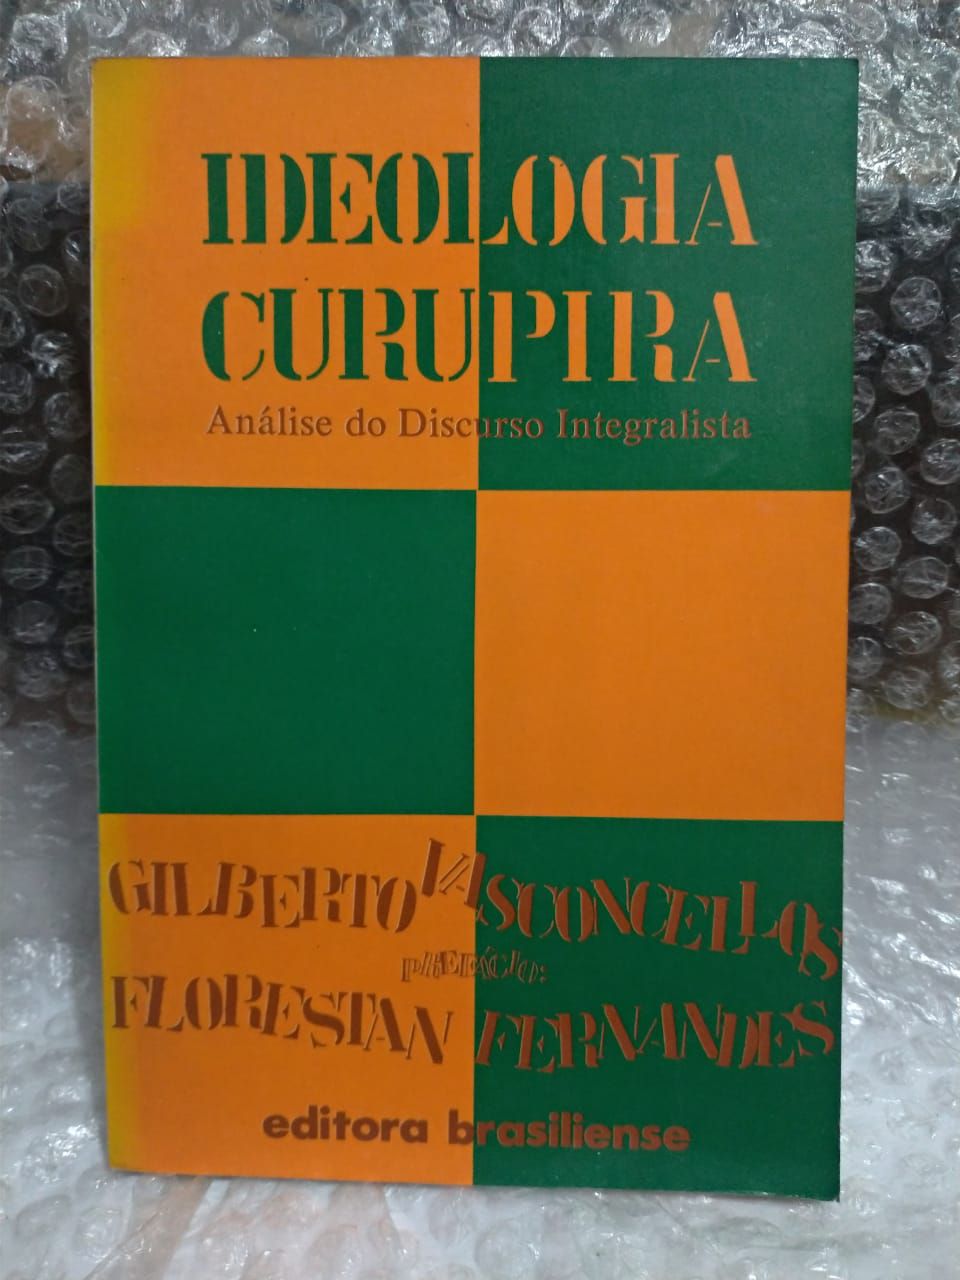 IDEOLOGIA
CURUPIRA
Análise do Discurso Integralista
GILBERTO VASCONCELLOS
PREFÁCIO:
FLORESTAN FERNANDES
editora brasiliense